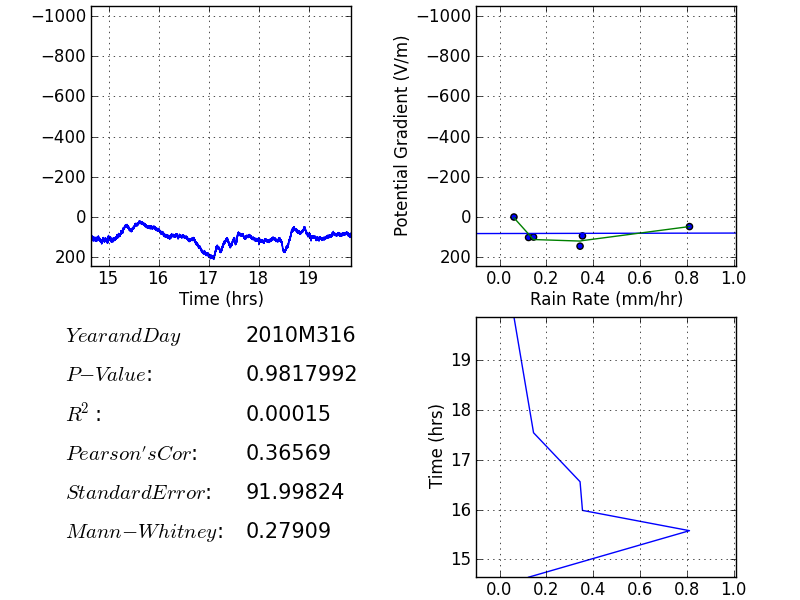 −1000
−800
−600
−400
−200
0
200
15 16 17 18 19
Time (hrs)
Potential Gradient (V/m)
−1000
−800
−600
−400
−200
0
200
0.0 0.2 0.4 0.6 0.8 1.0
Rain Rate (mm/hr)
YearandDay 2010M316
P−Value: 0.9817992
R²: 0.00015
Pearson'sCor: 0.36569
StandardError: 91.99824
Mann−Whitney: 0.27909
Time (hrs)
19
18
17
16
15
0.0 0.2 0.4 0.6 0.8 1.0